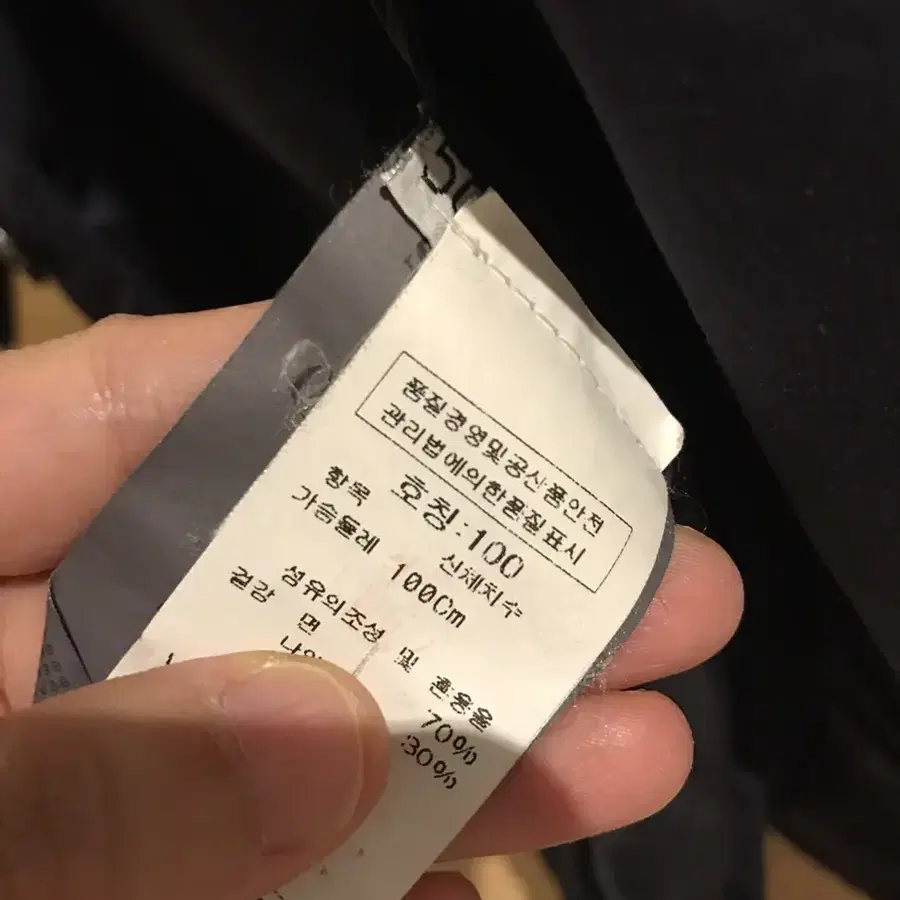 품질경영및공산품안전
관리법에의한품질표시
호칭:100
항목 신체치수
가슴둘레 100Cm
섬유의조성 및 혼용율
겉감 면 70%
30%